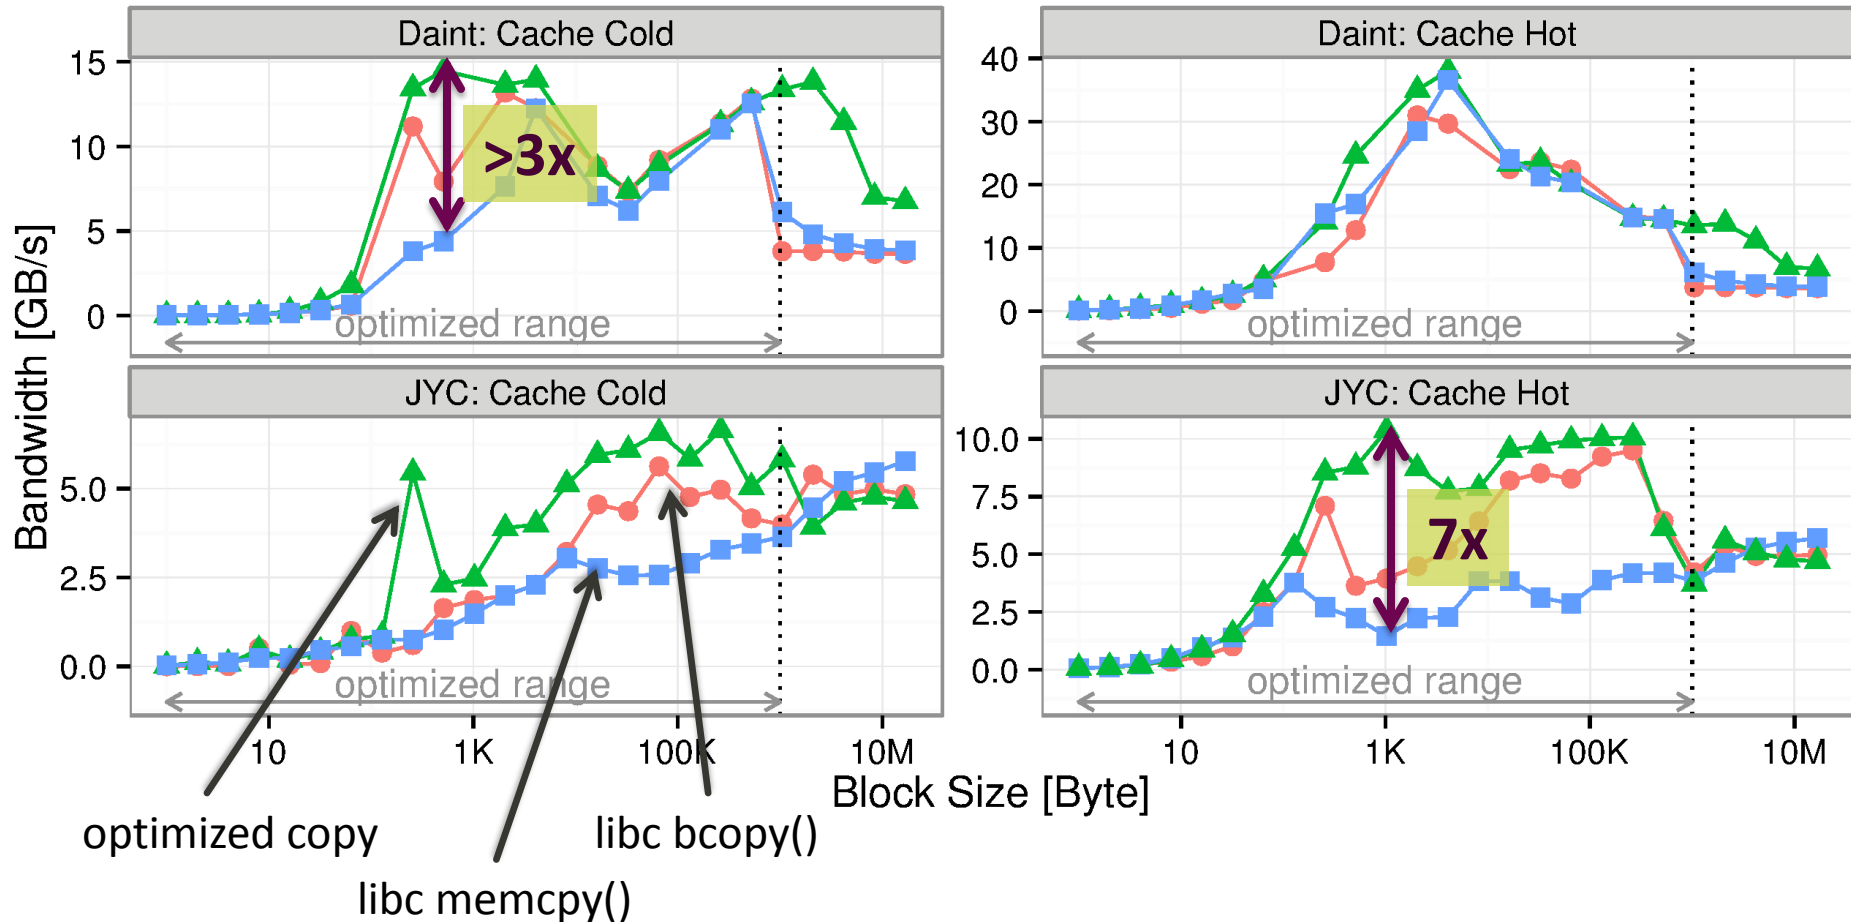 Daint: Cache Cold
Daint: Cache Hot
15
10
5
0
>3x
optimized range
40
30
20
10
0
optimized range
JYC: Cache Cold
JYC: Cache Hot
5.0
2.5
0.0
optimized range
10.0
7.5
5.0
2.5
0.0
7x
optimized range
10
1K
100K
10M
10
1K
100K
10M
Bandwidth [GB/s]
Block Size [Byte]
optimized copy
libc bcopy()
libc memcpy()